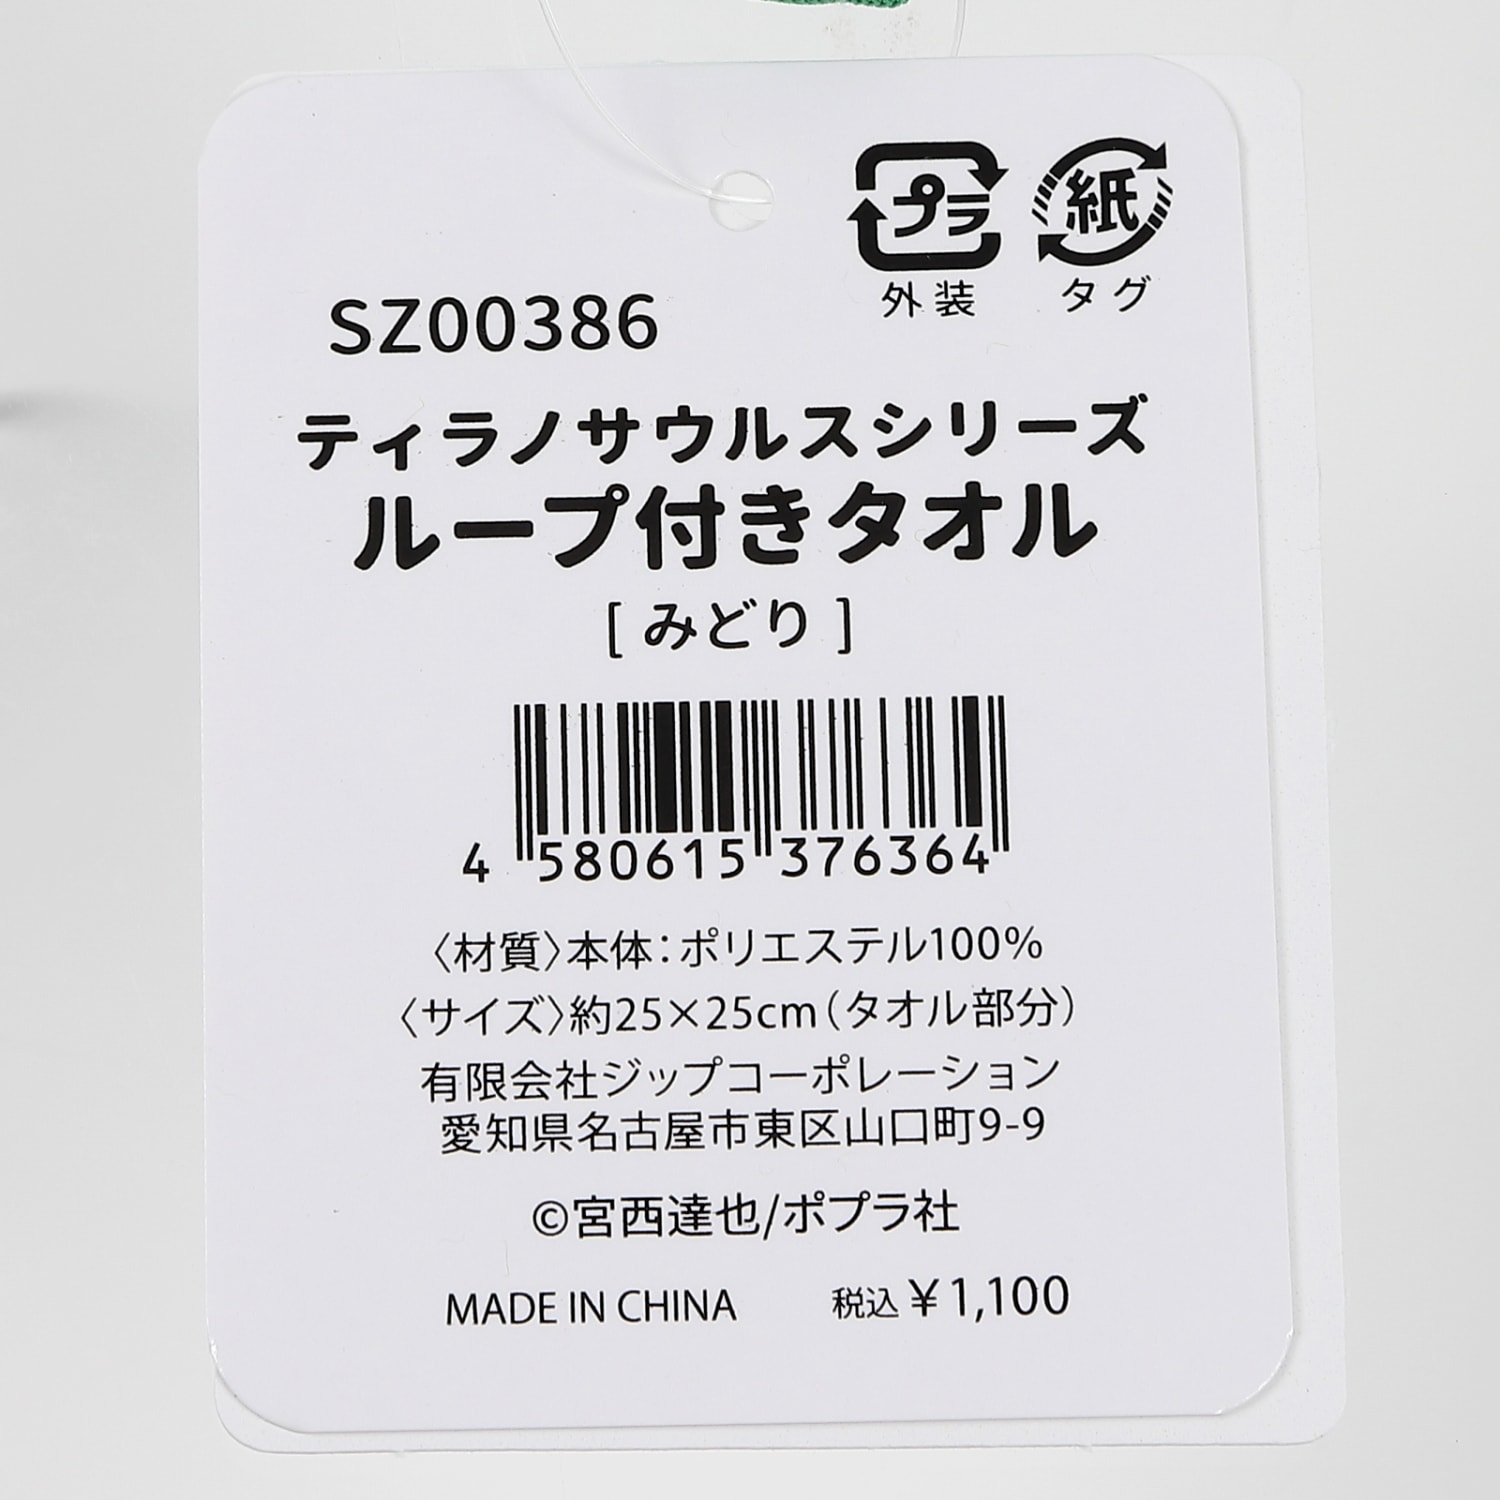 プラ 紙
外装 タグ
SZ00386
ティラノサウルスシリーズ
ループ付きタオル
[ みどり ]
4 580615 376364
〈材質〉本体：ポリエステル100%
〈サイズ〉約25×25cm（タオル部分）
有限会社ジップコーポレーション
愛知県名古屋市東区山口町9-9
©宮西達也/ポプラ社
MADE IN CHINA 税込￥1,100